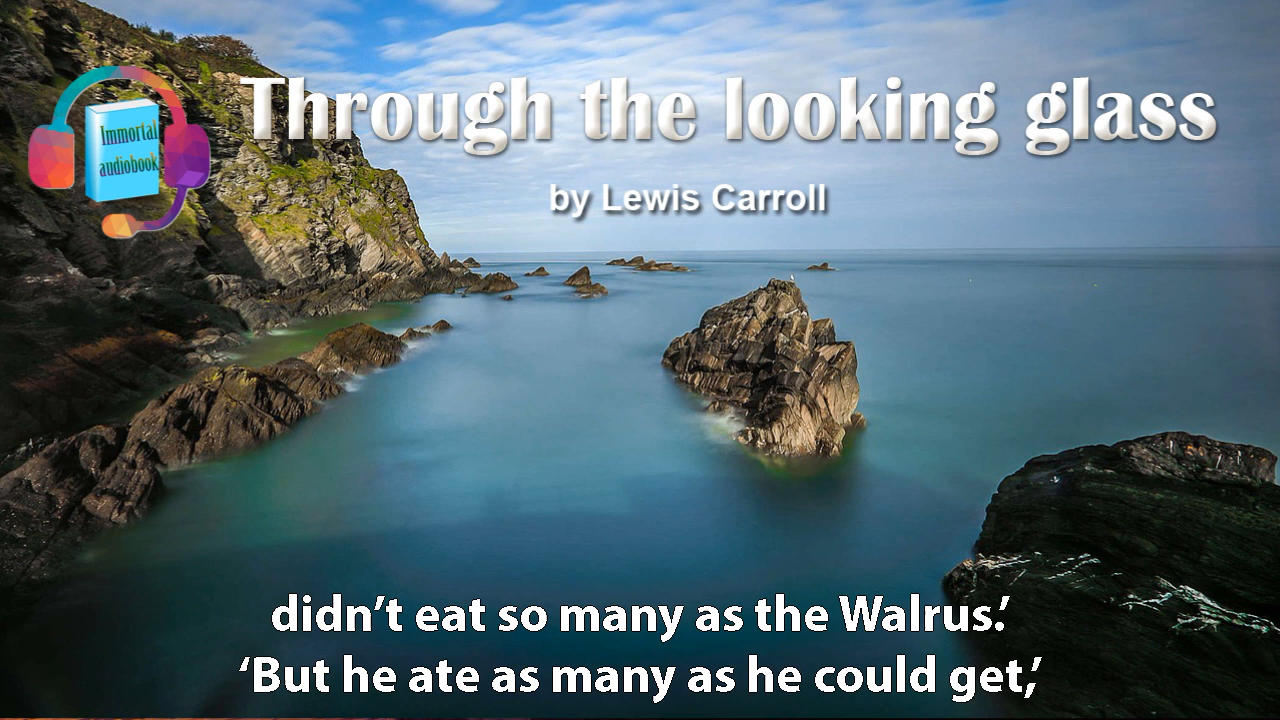 Immortal
audiobook
Through the looking glass
by Lewis Carroll
didn’t eat so many as the Walrus.’
‘But he ate as many as he could get,’